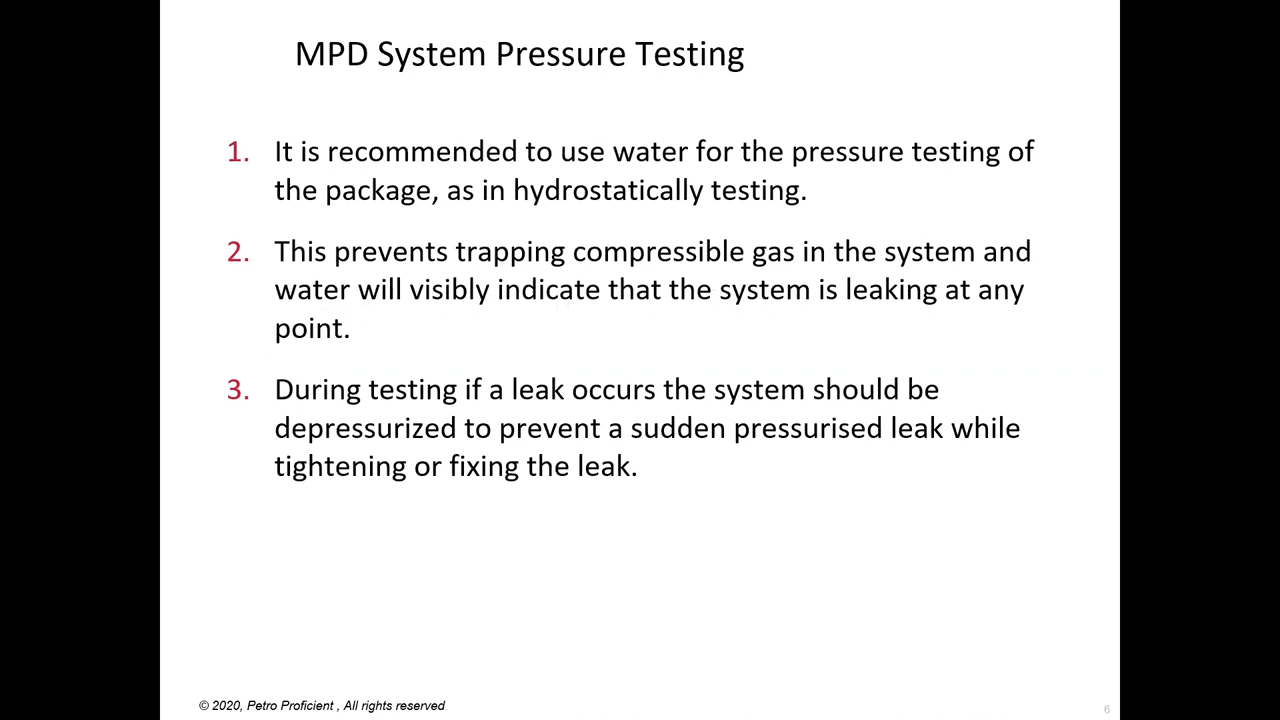 MPD System Pressure Testing
1. It is recommended to use water for the pressure testing of
the package, as in hydrostatically testing.
2. This prevents trapping compressible gas in the system and
water will visibly indicate that the system is leaking at any
point.
3. During testing if a leak occurs the system should be
depressurized to prevent a sudden pressurised leak while
tightening or fixing the leak.
© 2020, Petro Proficient , All rights reserved
6